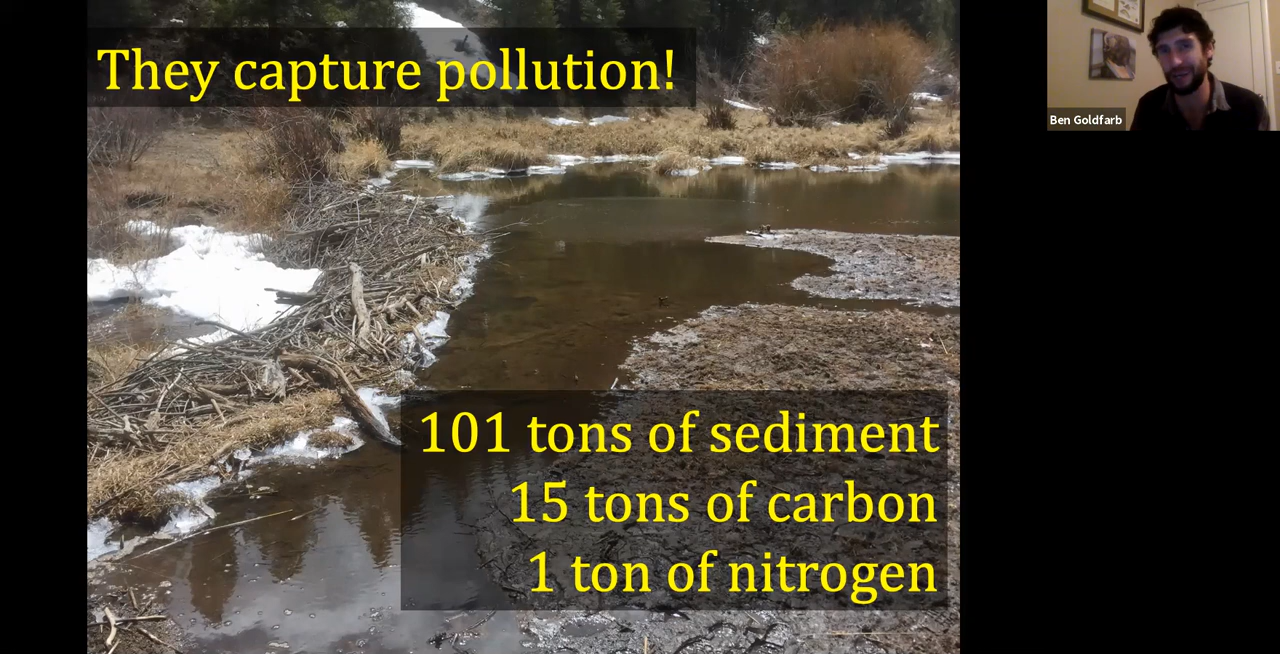 They capture pollution!
Ben Goldfarb
101 tons of sediment
15 tons of carbon
1 ton of nitrogen